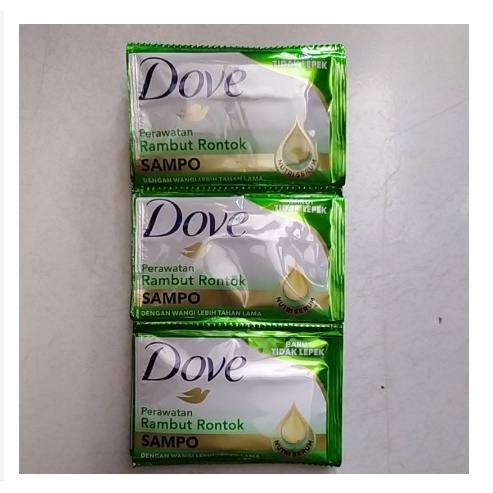 Dove
TIDAK LEPEK
Perawatan
Rambut Rontok
SAMPO
NUTRI SERUM
DENGAN WANGI LEBIH TAHAN LAMA
Dove
BARU!
TIDAK LEPEK
Perawatan
Rambut Rontok
SAMPO
NUTRI SERUM
DENGAN WANGI LEBIH TAHAN LAMA
Dove
BARU!
TIDAK LEPEK
Perawatan
Rambut Rontok
SAMPO
NUTRI SERUM
DENGAN WANGI LEBIH TAHAN LAMA